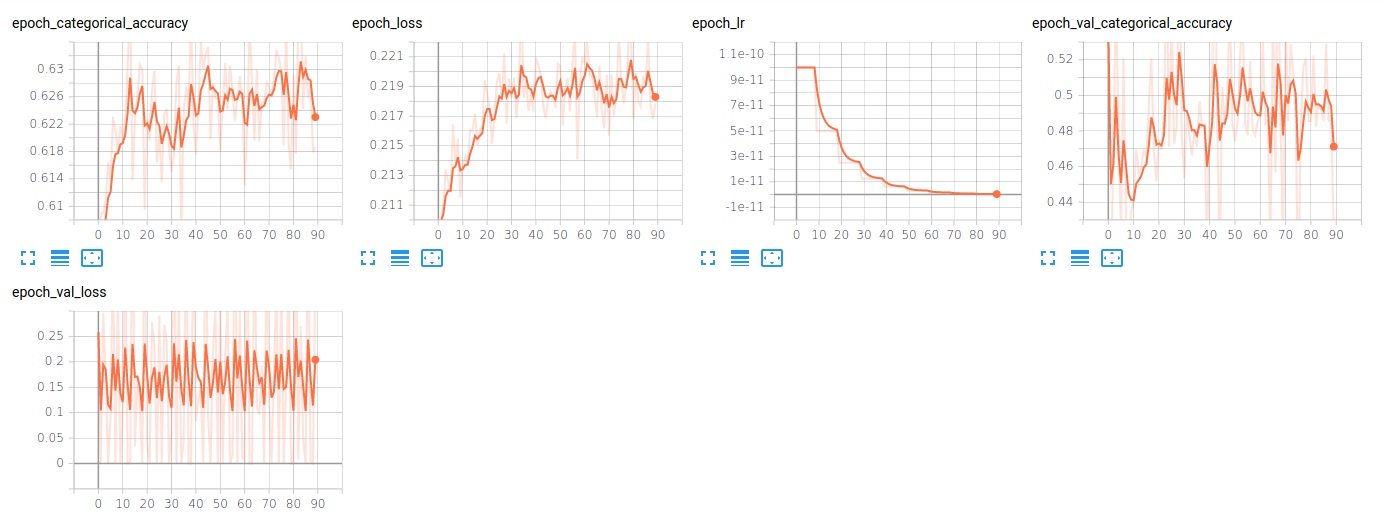 epoch_categorical_accuracy
0.63
0.626
0.622
0.618
0.614
0.61
0 10 20 30 40 50 60 70 80 90
epoch_loss
0.221
0.219
0.217
0.215
0.213
0.211
0 10 20 30 40 50 60 70 80 90
epoch_lr
1.1e-10
9e-11
7e-11
5e-11
3e-11
1e-11
-1e-11
0 10 20 30 40 50 60 70 80 90
epoch_val_categorical_accuracy
0.52
0.5
0.48
0.46
0.44
0 10 20 30 40 50 60 70 80 90
epoch_val_loss
0.25
0.2
0.15
0.1
0.05
0
0 10 20 30 40 50 60 70 80 90